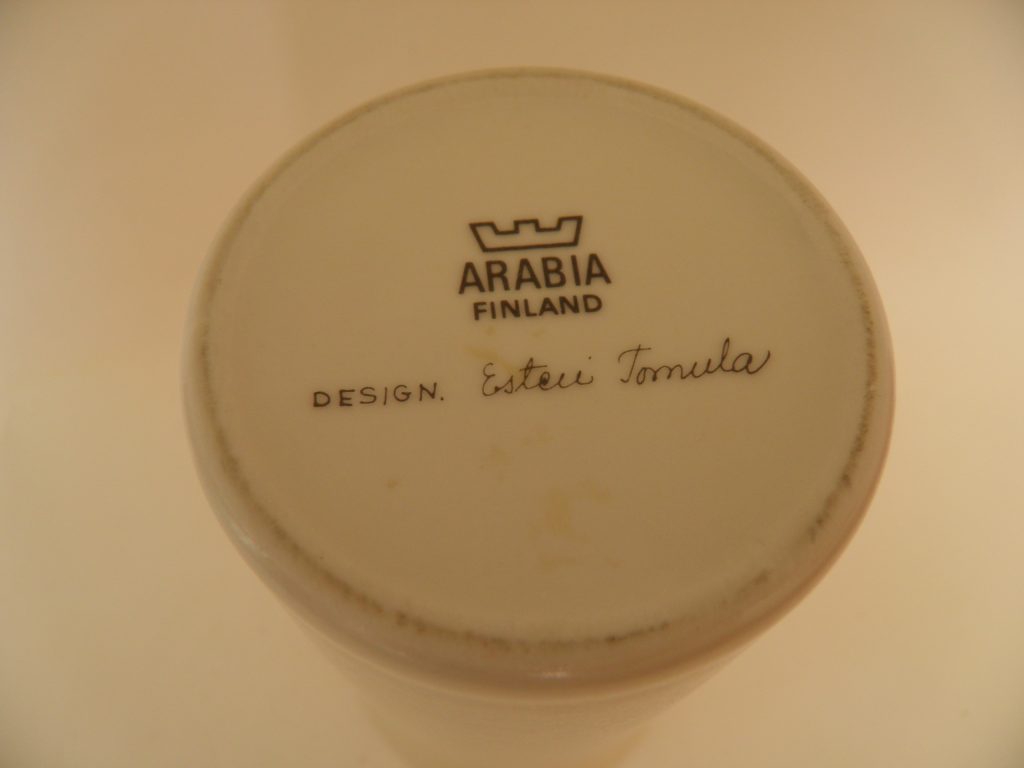 ARABIA
FINLAND
DESIGN. Esteri Tomula